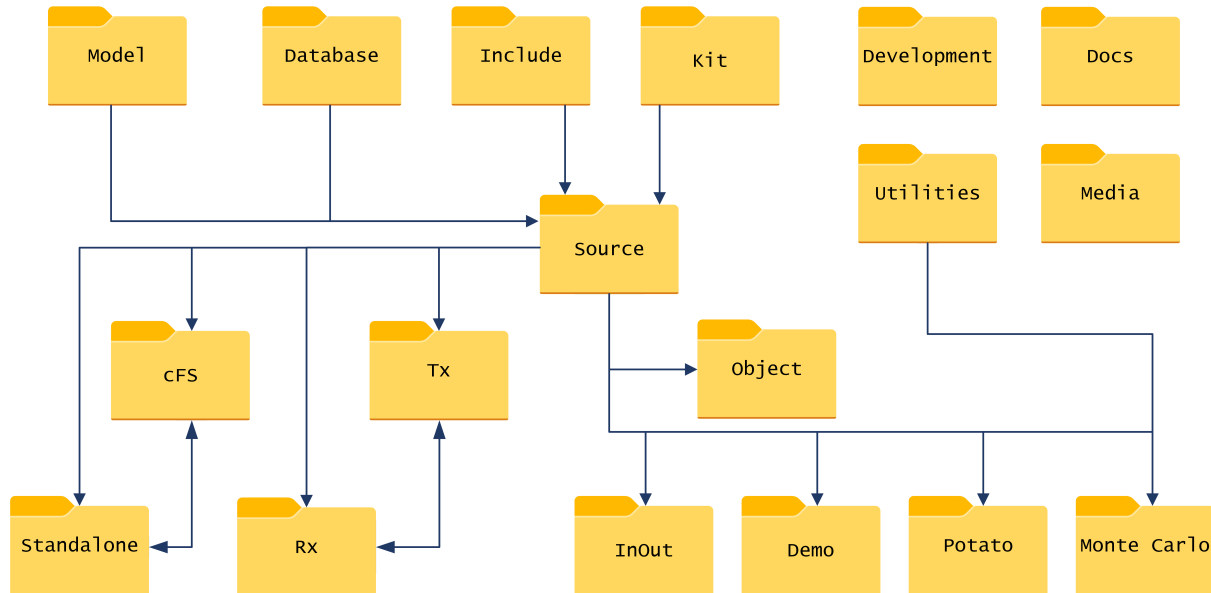 Model
Database
Include
Kit
Development
Docs
Utilities
Media
Source
cFS
Tx
Object
Standalone
Rx
InOut
Demo
Potato
Monte Carlo